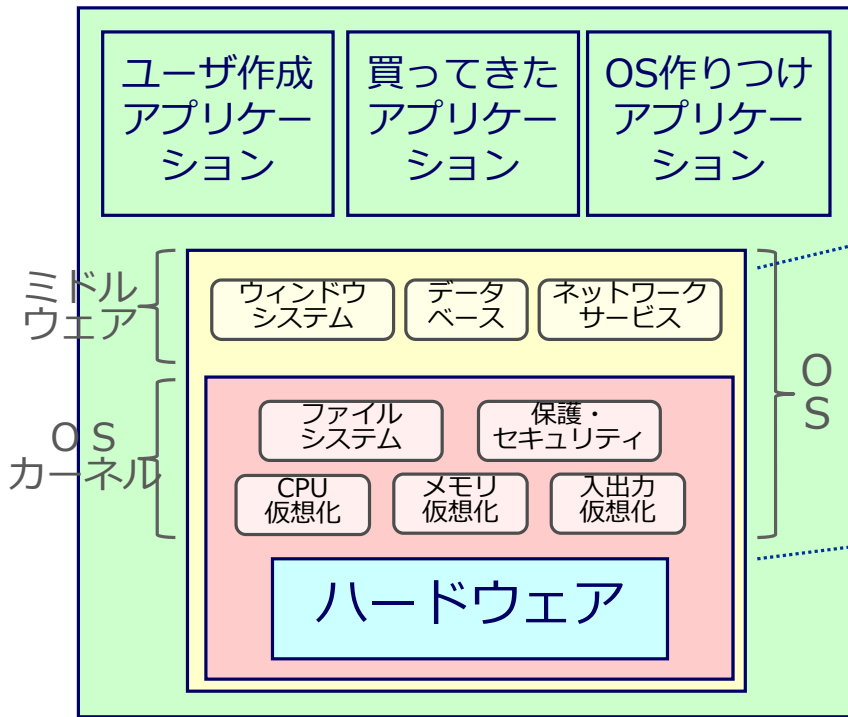 ユーザ作成
アプリケー
ション
買ってきた
アプリケー
ション
OS作りつけ
アプリケー
ション
ミドル
ウェア
ウィンドウ
システム
データ
ベース
ネットワーク
サービス
ＯＳ
カーネル
ファイル
システム
保護・
セキュリティ
CPU
仮想化
メモリ
仮想化
入出力
仮想化
Ｏ
Ｓ
ハードウェア